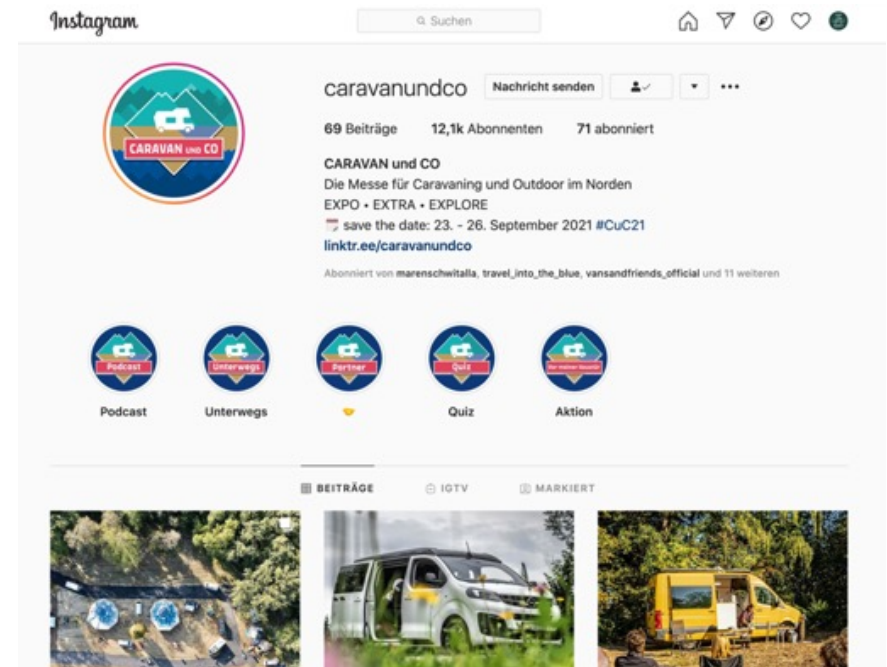 Instagram
Suchen
caravanundco Nachricht senden
69 Beiträge 12,1k Abonnenten 71 abonniert
CARAVAN und CO
Die Messe für Caravaning und Outdoor im Norden
EXPO • EXTRA • EXPLORE
save the date: 23. - 26. September 2021 #CuC21
linktr.ee/caravanundco
Abonniert von marenschwitalla, travel_into_the_blue, vansandfriends_official und 11 weiteren
CARAVAN UND CO
Podcast Unterwegs Partner Quiz Vor meiner Haustür
Podcast Unterwegs Quiz Aktion
BEITRÄGE IGTV MARKIERT